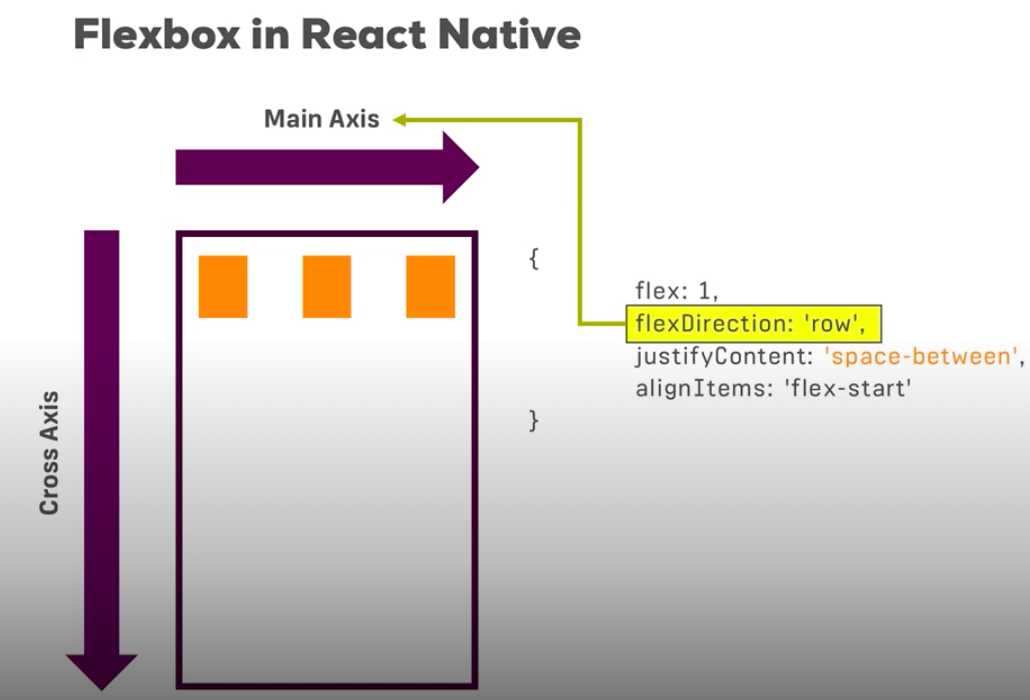 Flexbox in React Native
Main Axis
Cross Axis
{
flex: 1,
flexDirection: 'row',
justifyContent: 'space-between',
alignItems: 'flex-start'
}